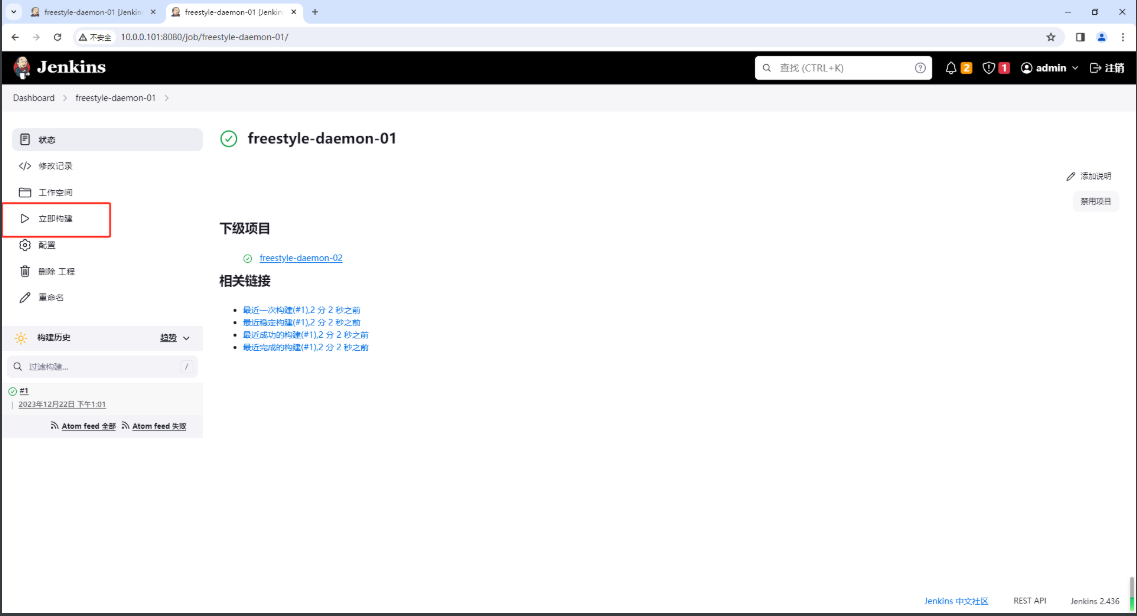 freestyle-daemon-01 [Jenkin
freestyle-daemon-01 [Jenkin
不安全 10.0.0.101:8080/job/freestyle-daemon-01/
Jenkins
查找 (CTRL+K)
2
1
admin
注销
Dashboard
freestyle-daemon-01
状态
修改记录
工作空间
立即构建
配置
删除 工程
重命名
构建历史
趋势
过滤构建...
/
#1
2023年12月22日 下午1:01
Atom feed 全部
Atom feed 失败
freestyle-daemon-01
添加说明
禁用项目
下级项目
freestyle-daemon-02
相关链接
最近一次构建(#1),2 分 2 秒之前
最近稳定构建(#1),2 分 2 秒之前
最近成功的构建(#1),2 分 2 秒之前
最近完成的构建(#1),2 分 2 秒之前
Jenkins 中文社区
REST API
Jenkins 2.436